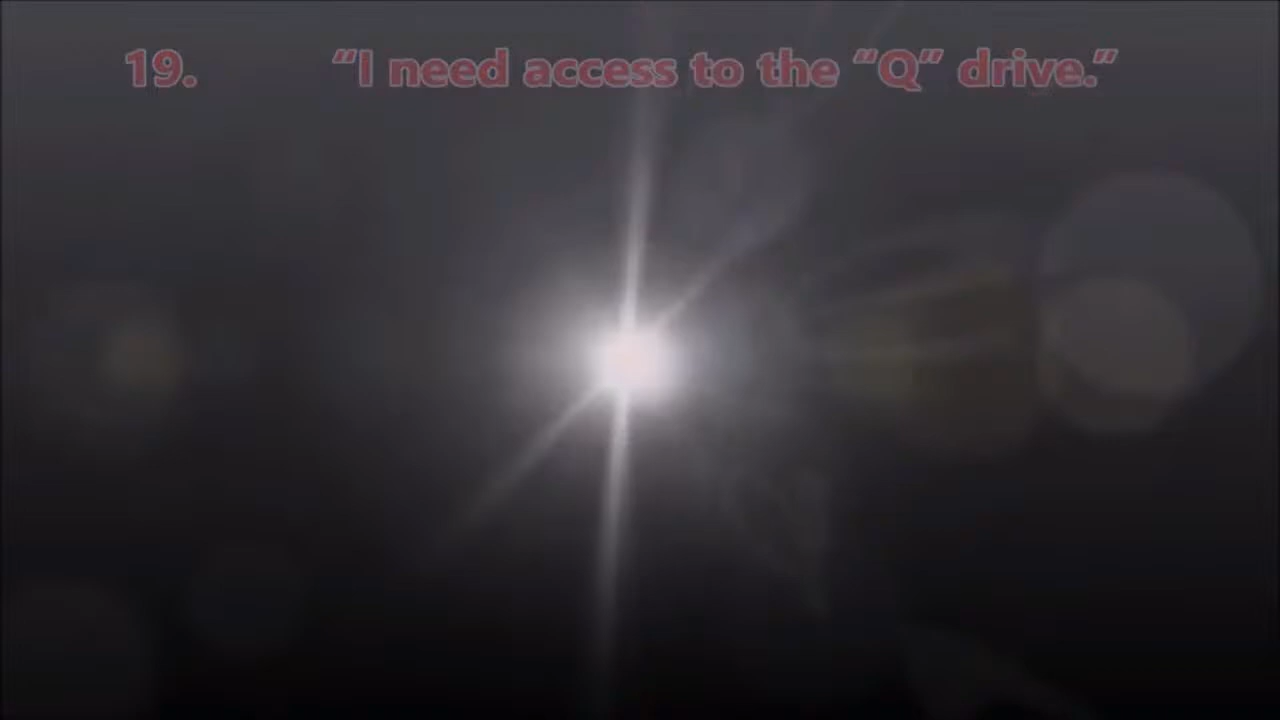 19. “I need access to the “Q” drive.”